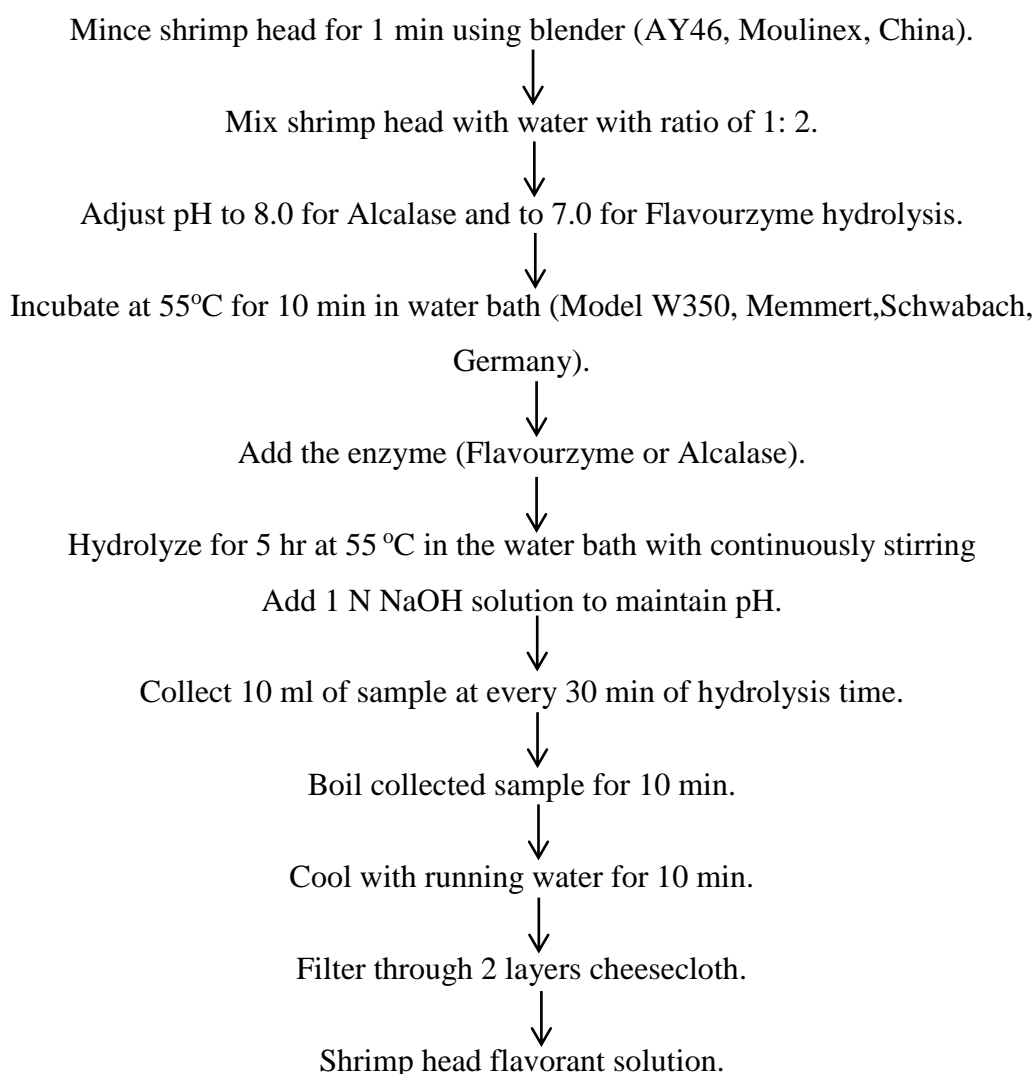 Mince shrimp head for 1 min using blender (AY46, Moulinex, China).
Mix shrimp head with water with ratio of 1: 2.
Adjust pH to 8.0 for Alcalase and to 7.0 for Flavourzyme hydrolysis.
Incubate at 55°C for 10 min in water bath (Model W350, Memmert,Schwabach,
Germany).
Add the enzyme (Flavourzyme or Alcalase).
Hydrolyze for 5 hr at 55 °C in the water bath with continuously stirring
Add 1 N NaOH solution to maintain pH.
Collect 10 ml of sample at every 30 min of hydrolysis time.
Boil collected sample for 10 min.
Cool with running water for 10 min.
Filter through 2 layers cheesecloth.
Shrimp head flavorant solution.